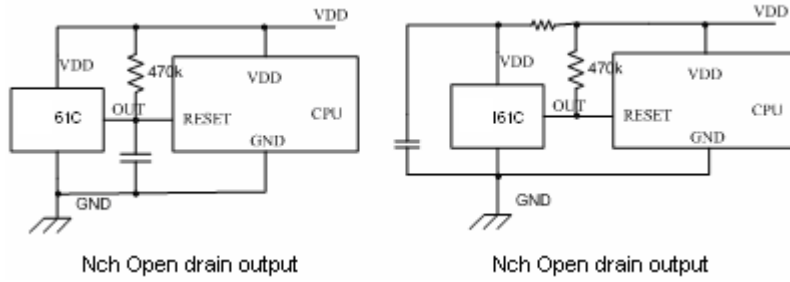 VDD
VDD
470k
VDD
61C
OUT
RESET
CPU
GND
GND
Nch Open drain output
VDD
VDD
470k
VDD
I61C
OUT
RESET
CPU
GND
GND
Nch Open drain output